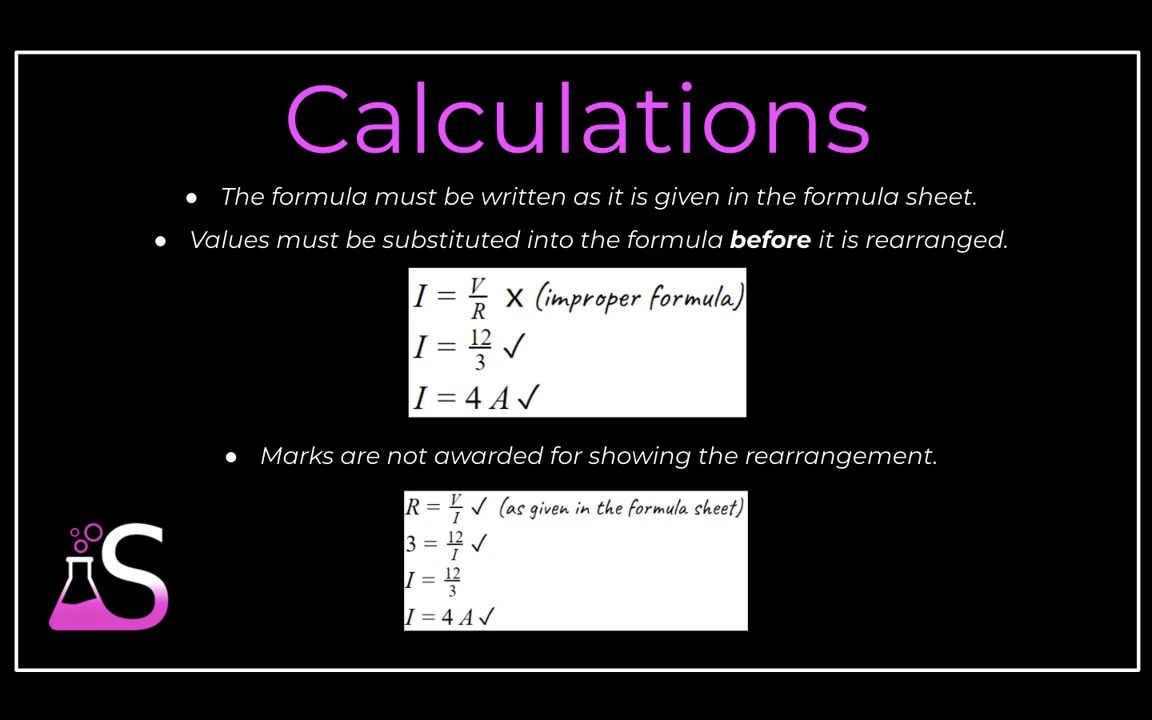 Calculations
● The formula must be written as it is given in the formula sheet.
● Values must be substituted into the formula before it is rearranged.
I = V/R x (improper formula)
I = 12/3 ✓
I = 4 A ✓
● Marks are not awarded for showing the rearrangement.
R = V/I ✓ (as given in the formula sheet)
3 = 12/I ✓
I = 12/3
I = 4 A ✓
S